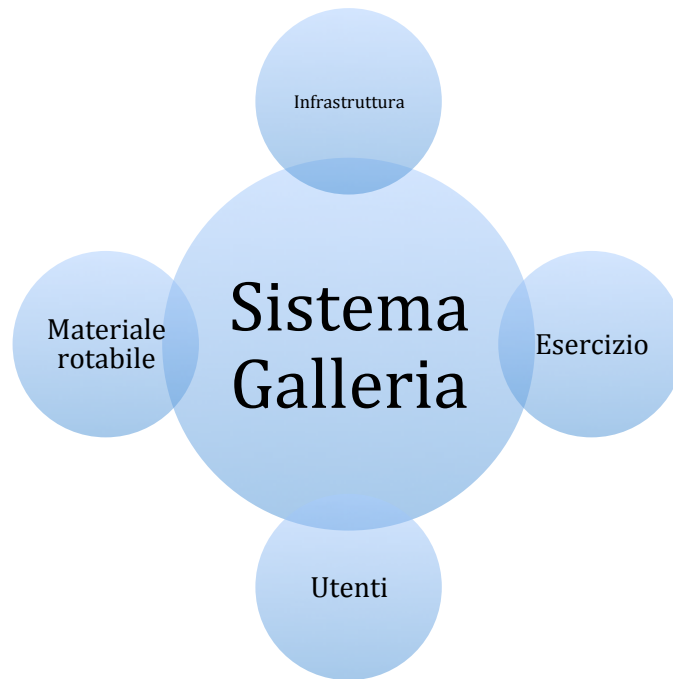 Infrastruttura
Sistema
Galleria
Materiale
rotabile
Esercizio
Utenti